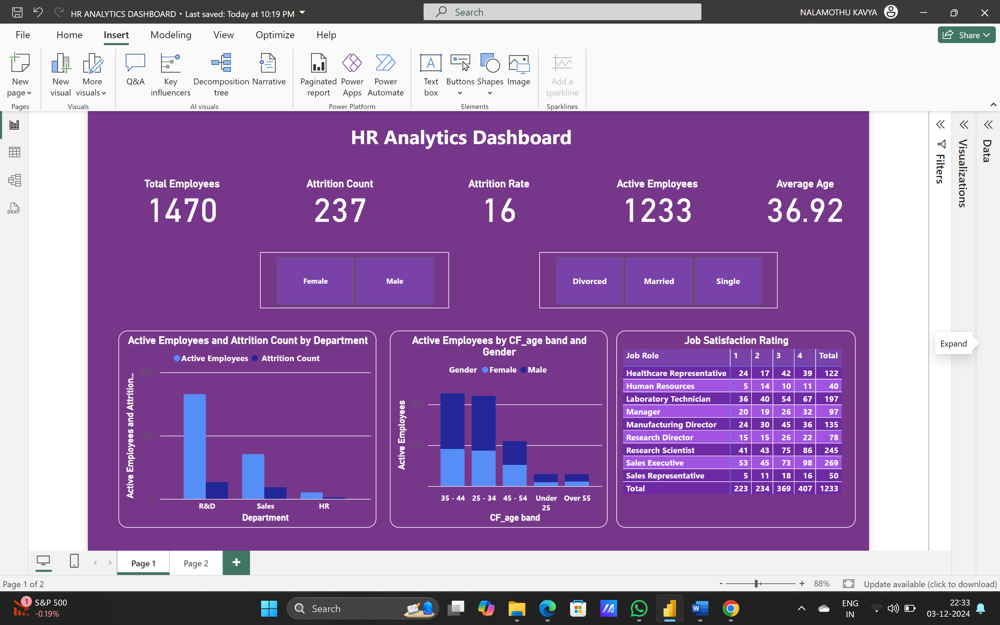 HR ANALYTICS DASHBOARD • Last saved: Today at 10:19 PM
Search
NALAMOTHU KAVYA
File Home Insert Modeling View Optimize Help
Share
New page
New visual
More visuals
Q&A
Key influencers
Decomposition tree
Narrative
Paginated report
Power Apps
Power Automate
Text box
Buttons
Shapes
Image
Add a sparkline
Pages
Visuals
AI visuals
Power Platform
Elements
Sparklines
DAX
HR Analytics Dashboard
Total Employees
1470
Attrition Count
237
Attrition Rate
16
Active Employees
1233
Average Age
36.92
Female Male
Divorced Married Single
Active Employees and Attrition Count by Department
Active Employees Attrition Count
Active Employees and Attrition...
1000
500
0
R&D Sales HR
Department
Active Employees by CF_age band and
Gender
Gender Female Male
Active Employees
400
200
0
35 - 44 25 - 34 45 - 54 Under 25 Over 55
CF_age band
Job Satisfaction Rating
Job Role 1 2 3 4 Total
Healthcare Representative 24 17 42 39 122
Human Resources 5 14 10 11 40
Laboratory Technician 36 40 54 67 197
Manager 20 19 26 32 97
Manufacturing Director 24 30 45 36 135
Research Director 15 15 26 22 78
Research Scientist 41 43 75 86 245
Sales Executive 53 45 73 98 269
Sales Representative 5 11 18 16 50
Total 223 234 369 407 1233
Filters
Visualizations
Data
Expand
Page 1 Page 2
Page 1 of 2
- + 88%
Update available (click to download)
1
S&P 500
-0.19%
Search
W
ENG
IN
22:33
03-12-2024